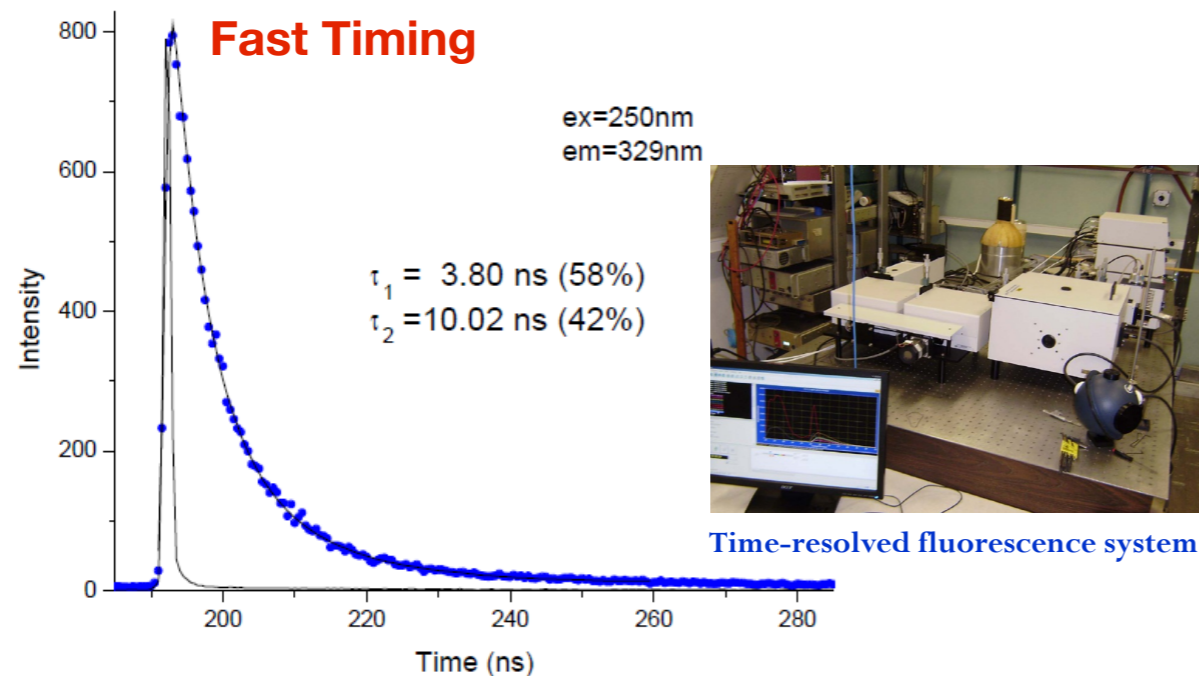 Fast Timing
ex=250nm
em=329nm
τ₁ = 3.80 ns (58%)
τ₂ =10.02 ns (42%)
Intensity
800
600
400
200
0
200
220
240
260
280
Time (ns)
Time-resolved fluorescence system